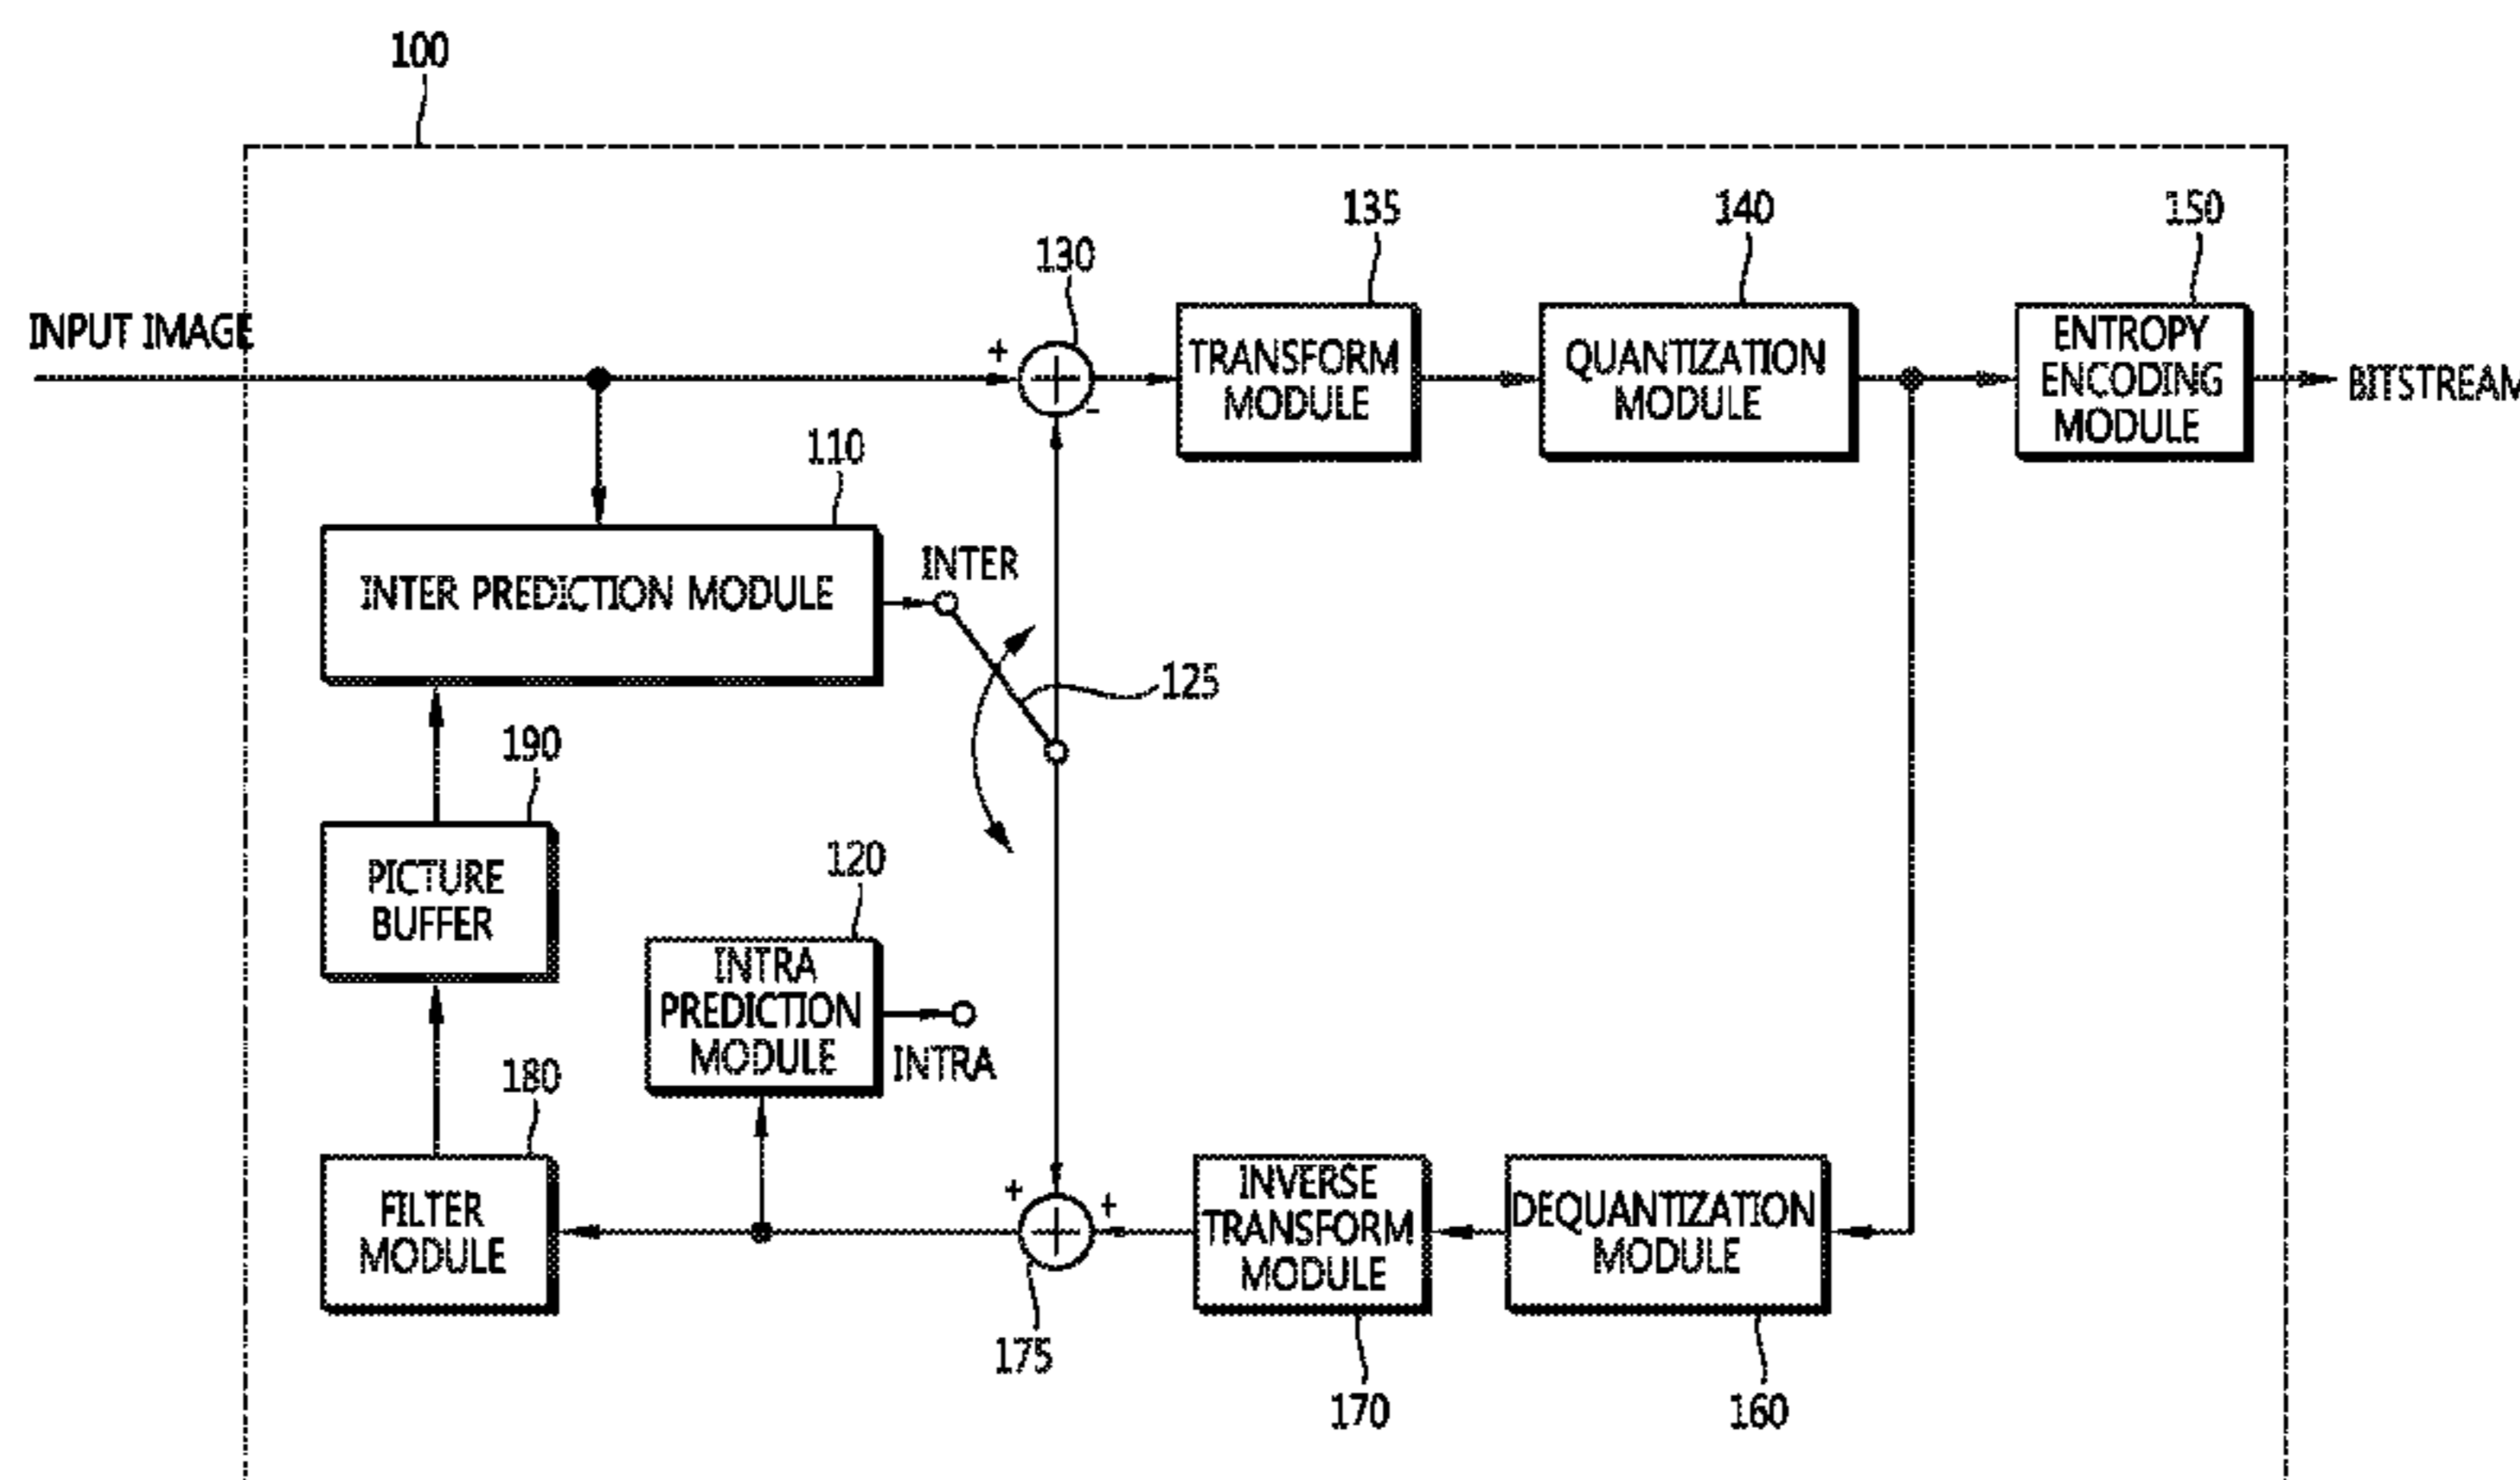 100
135
140
150
130
INPUT IMAGE
TRANSFORM
MODULE
QUANTIZATION
MODULE
ENTROPY
ENCODING
MODULE
BITSTREAM
+
-
110
INTER PREDICTION MODULE
INTER
125
190
PICTURE
BUFFER
120
INTRA
PREDICTION
MODULE
INTRA
180
FILTER
MODULE
+
+
INVERSE
TRANSFORM
MODULE
DEQUANTIZATION
MODULE
175
170
160